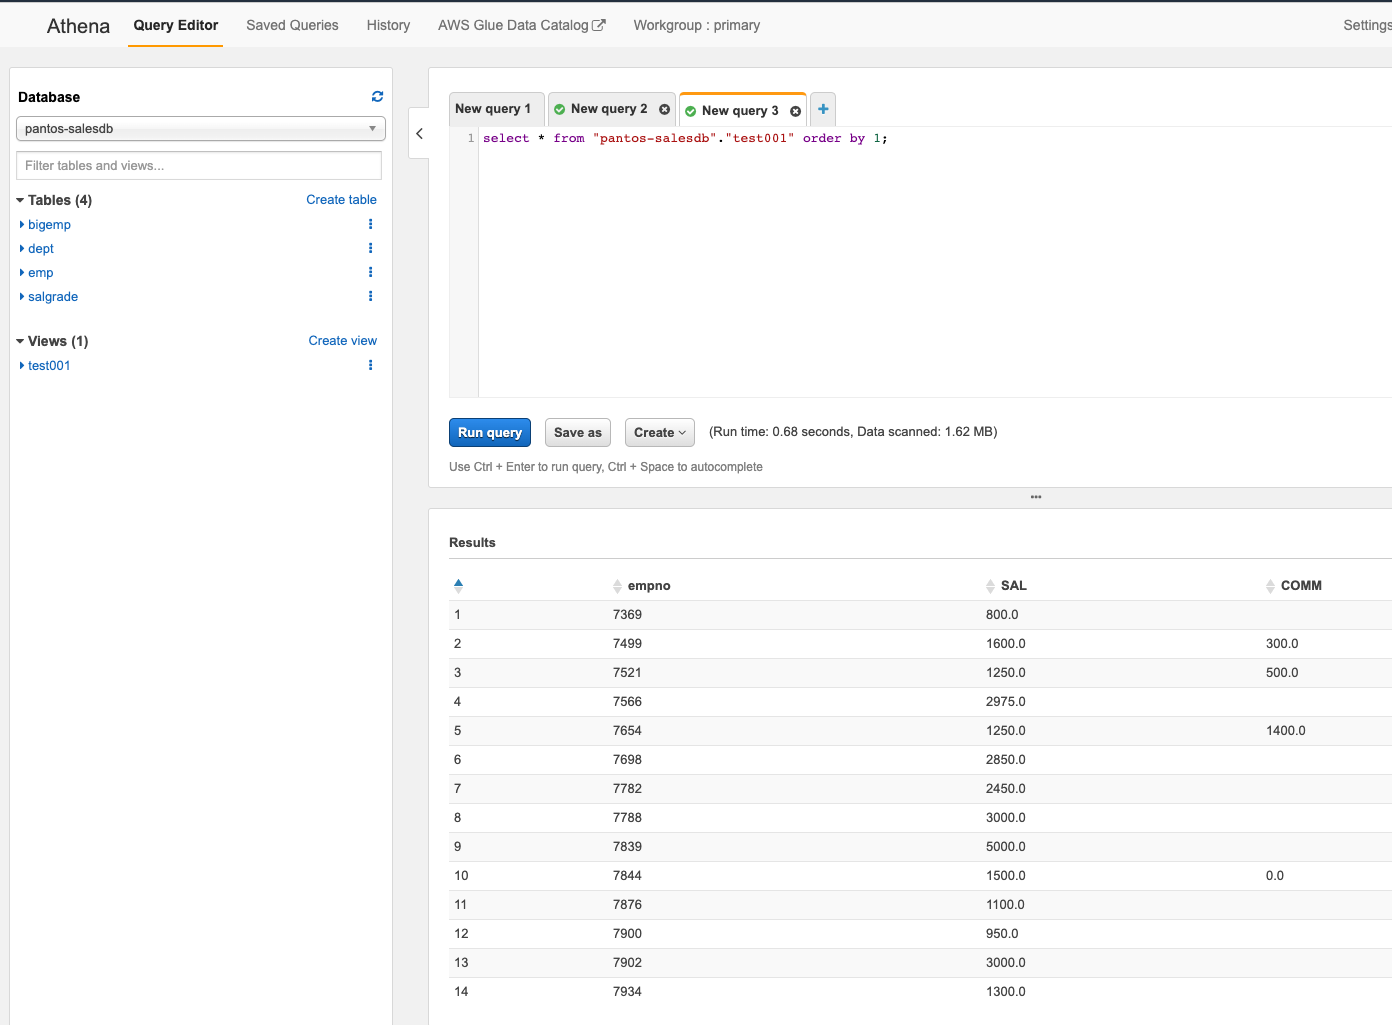 Athena Query Editor Saved Queries History AWS Glue Data Catalog Workgroup : primary Settings
Database
pantos-salesdb
Filter tables and views...
Tables (4) Create table
bigemp
dept
emp
salgrade
Views (1) Create view
test001
New query 1 New query 2 New query 3
1 select * from "pantos-salesdb"."test001" order by 1;
Run query Save as Create (Run time: 0.68 seconds, Data scanned: 1.62 MB)
Use Ctrl + Enter to run query, Ctrl + Space to autocomplete
Results
empno SAL COMM
1 7369 800.0
2 7499 1600.0 300.0
3 7521 1250.0 500.0
4 7566 2975.0
5 7654 1250.0 1400.0
6 7698 2850.0
7 7782 2450.0
8 7788 3000.0
9 7839 5000.0
10 7844 1500.0 0.0
11 7876 1100.0
12 7900 950.0
13 7902 3000.0
14 7934 1300.0